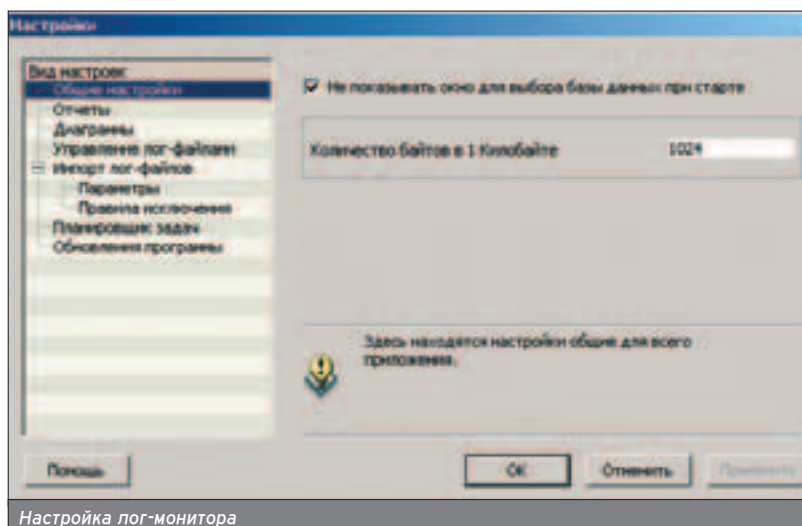 Настройки
Вид настроек:
Общие настройки
Отчеты
Диаграммы
Управление лог-файлами
Импорт лог-файлов
Параметры
Правила исключения
Планировщик задач
Обновления программы
Не показывать окно для выбора базы данных при старте
Количество байтов в 1 Килобайте 1024
Здесь находятся настройки общие для всего
приложения.
Помощь OK Отменить Применить
Настройка лог-монитора